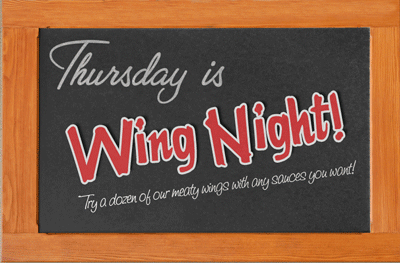 Thursday is
Wing Night!
Try a dozen of our meaty wings with any sauces you want!